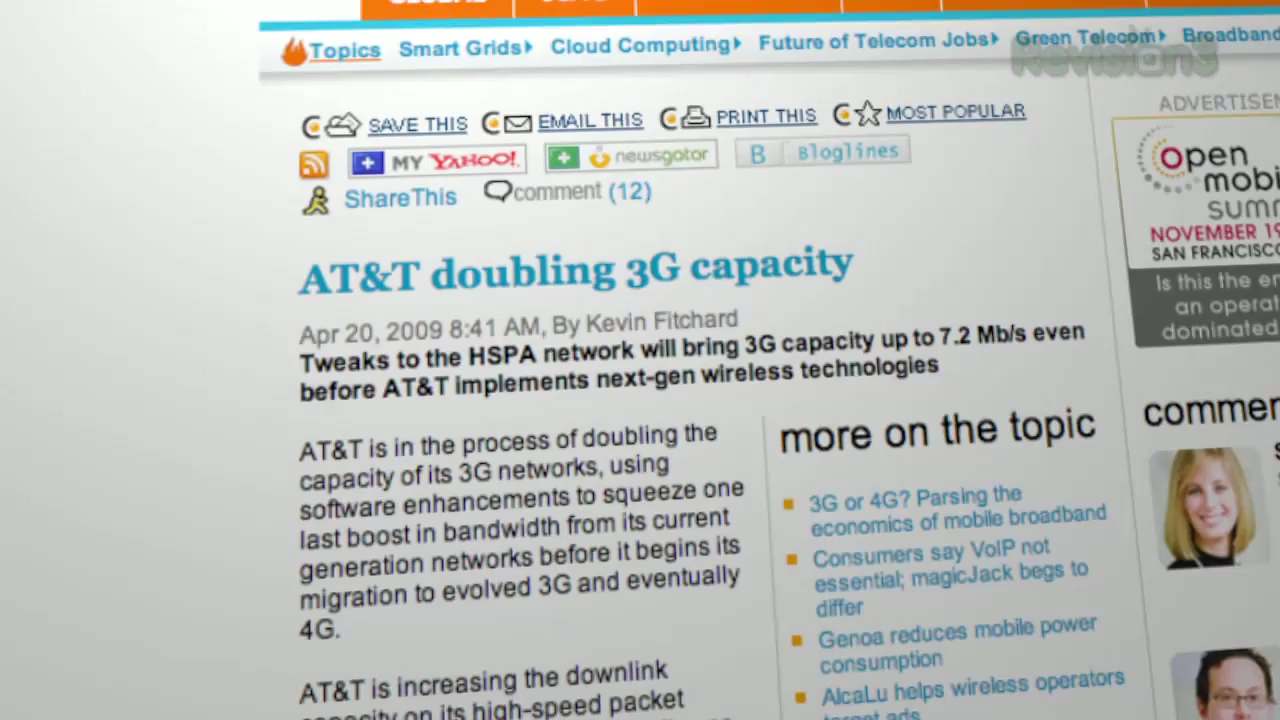 Topics Smart Grids Cloud Computing Future of Telecom Jobs Green Telecom Broadband
Revision3
SAVE THIS EMAIL THIS PRINT THIS MOST POPULAR
MY YAHOO! newsgator B Bloglines
ShareThis comment (12)
AT&T doubling 3G capacity
Apr 20, 2009 8:41 AM, By Kevin Fitchard
Tweaks to the HSPA network will bring 3G capacity up to 7.2 Mb/s even
before AT&T implements next-gen wireless technologies
AT&T is in the process of doubling the
capacity of its 3G networks, using
software enhancements to squeeze one
last boost in bandwidth from its current
generation networks before it begins its
migration to evolved 3G and eventually
4G.
AT&T is increasing the downlink
capacity on its high-speed packet
more on the topic
3G or 4G? Parsing the
economics of mobile broadband
Consumers say VoIP not
essential; magicJack begs to
differ
Genoa reduces mobile power
consumption
AlcaLu helps wireless operators
target ads
ADVERTISEM
open
mobi
summ
NOVEMBER 19
SAN FRANCISCO
Is this the en
an operat
dominated
commen